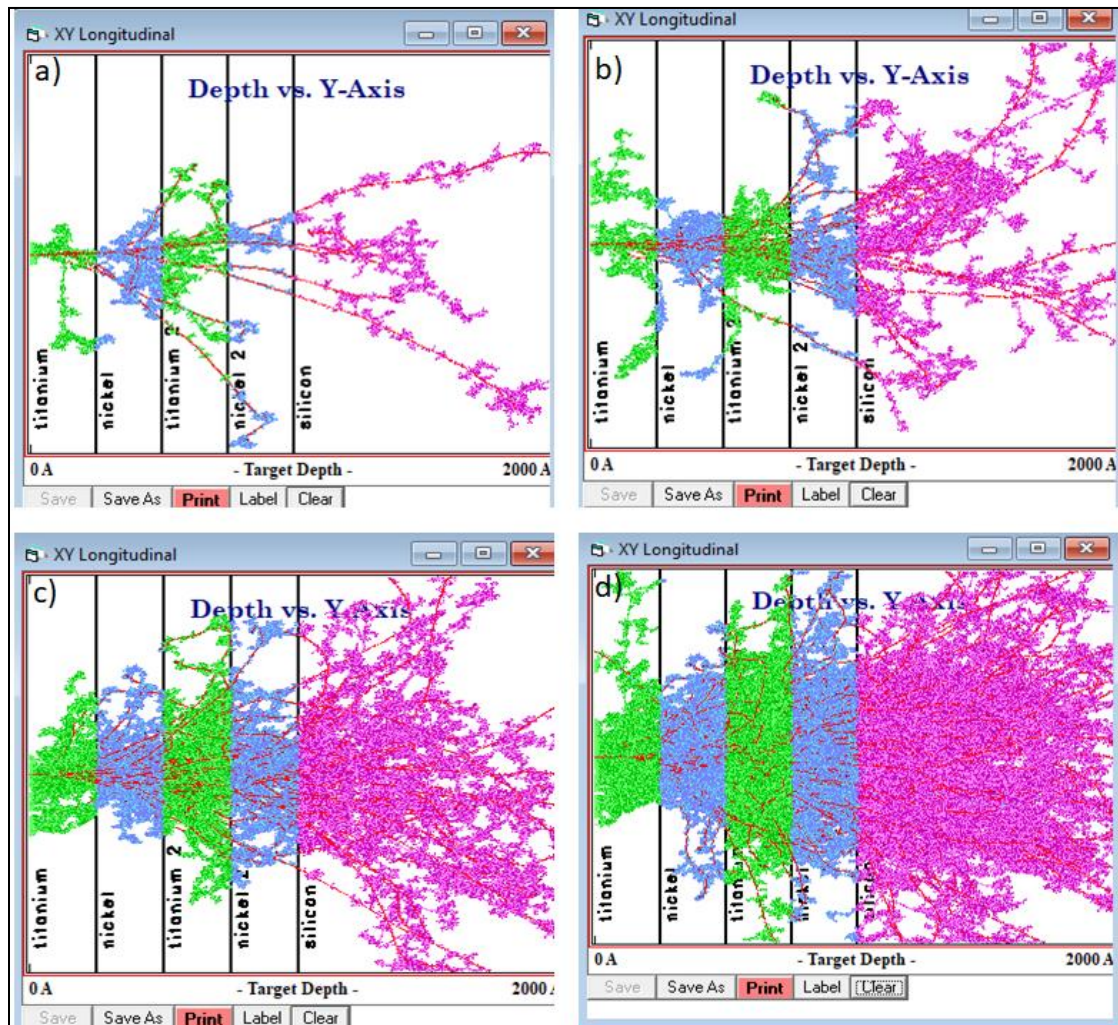 XY Longitudinal
a)
Depth vs. Y-Axis
titanium
nickel
titanium 2
nickel 2
silicon
0 A - Target Depth - 2000 A
Save Save As Print Label Clear
XY Longitudinal
b)
Depth vs. Y-Axis
titanium
nickel
titanium 2
nickel 2
silicon
0 A - Target Depth - 2000 A
Save Save As Print Label Clear
XY Longitudinal
c)
Depth vs. Y-Axis
titanium
nickel
titanium 2
nickel 2
silicon
0 A - Target Depth - 2000 A
Save Save As Print Label Clear
XY Longitudinal
d)
Depth vs. Y-Axis
titanium
nickel
0 A - Target Depth - 2000 A
Save Save As Print Label Clear